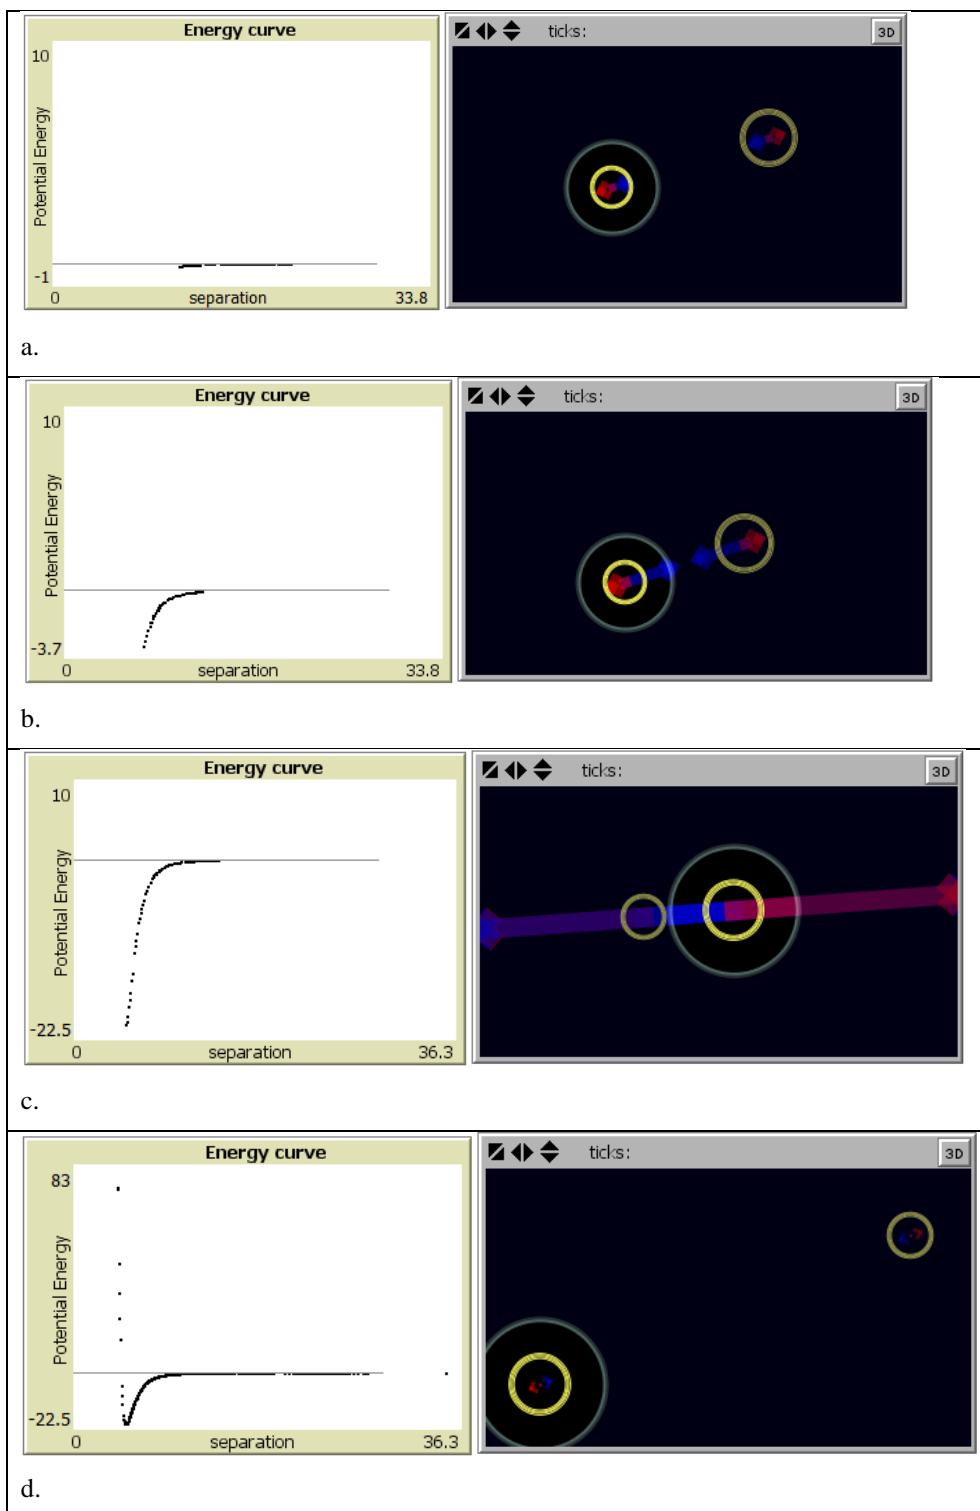 Energy curve
10
Potential Energy
-1
0
separation
33.8
ticks:
3D
a.
Energy curve
10
Potential Energy
-3.7
0
separation
33.8
ticks:
3D
b.
Energy curve
10
Potential Energy
-22.5
0
separation
36.3
ticks:
3D
c.
Energy curve
83
Potential Energy
-22.5
0
separation
36.3
ticks:
3D
d.